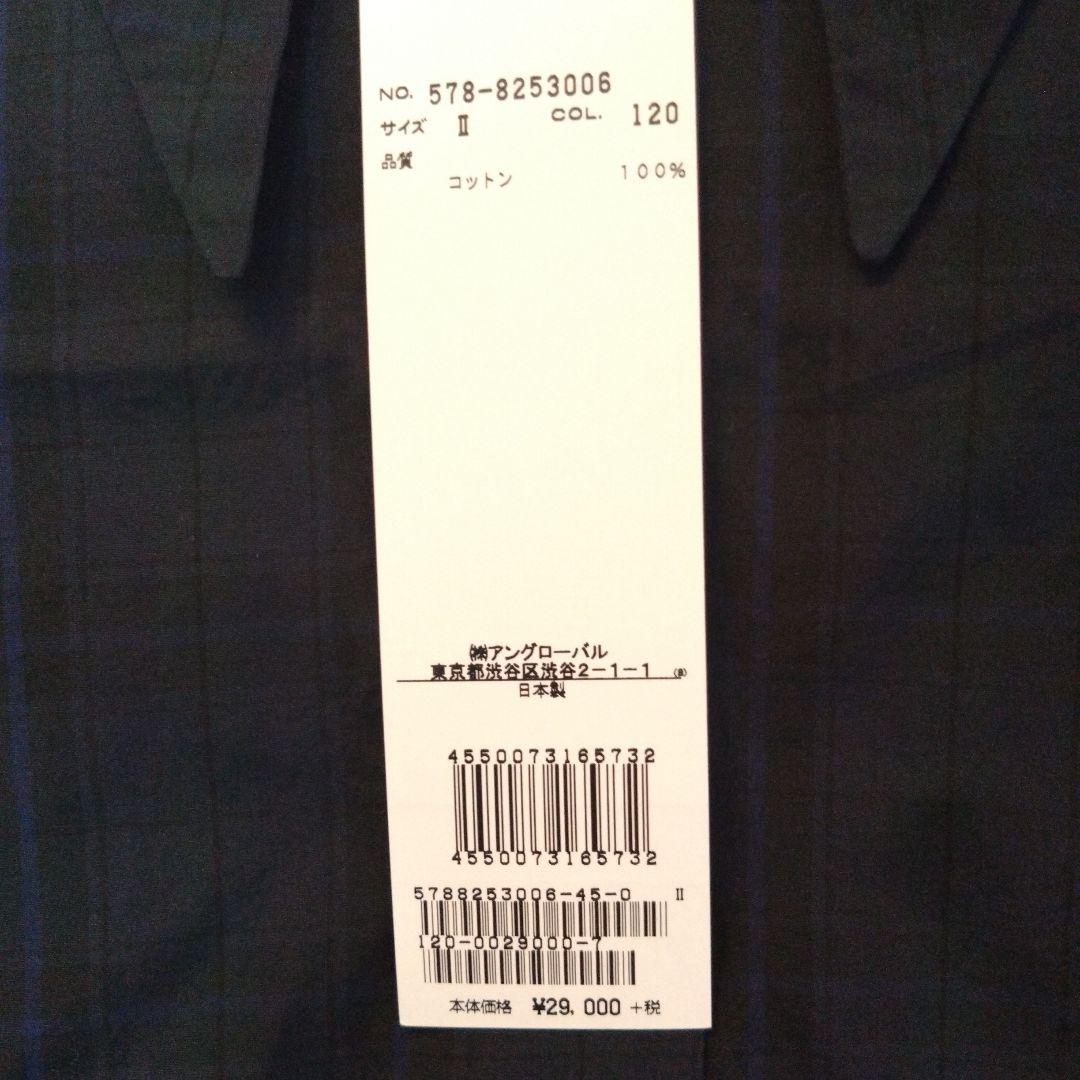 NO. 578-8253006
サイズ Ⅱ COL. 120
品質
コットン 100%
㈱アングローバル
東京都渋谷区渋谷2-1-1 (a)
日本製
4550073165732
4550073165732
5788253006-45-0 Ⅱ
120-0029000-7
本体価格 ¥29,000 +税